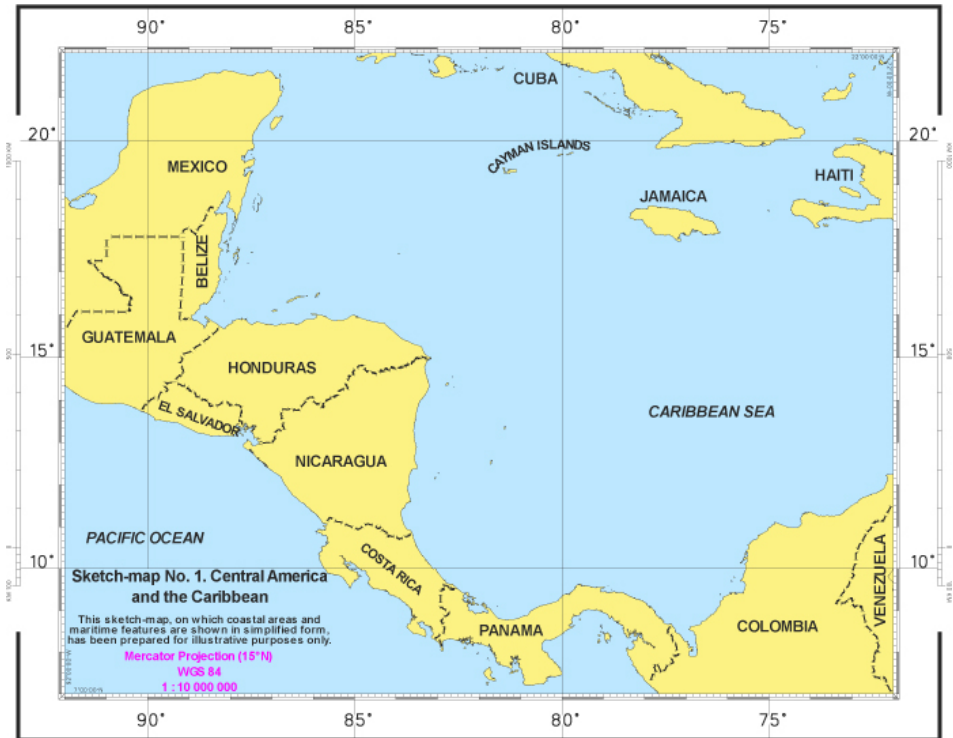 90°
85°
80°
75°
CUBA
20°
20°
CAYMAN ISLANDS
MEXICO
HAITI
JAMAICA
BELIZE
GUATEMALA
15°
15°
HONDURAS
EL SALVADOR
CARIBBEAN SEA
NICARAGUA
PACIFIC OCEAN
10°
10°
COSTA RICA
VENEZUELA
Sketch-map No. 1. Central America
and the Caribbean
This sketch-map, on which coastal areas and
maritime features are shown in simplified form,
has been prepared for illustrative purposes only.
PANAMA
COLOMBIA
Mercator Projection (15°N)
WGS 84
1 : 10 000 000
90°
85°
80°
75°